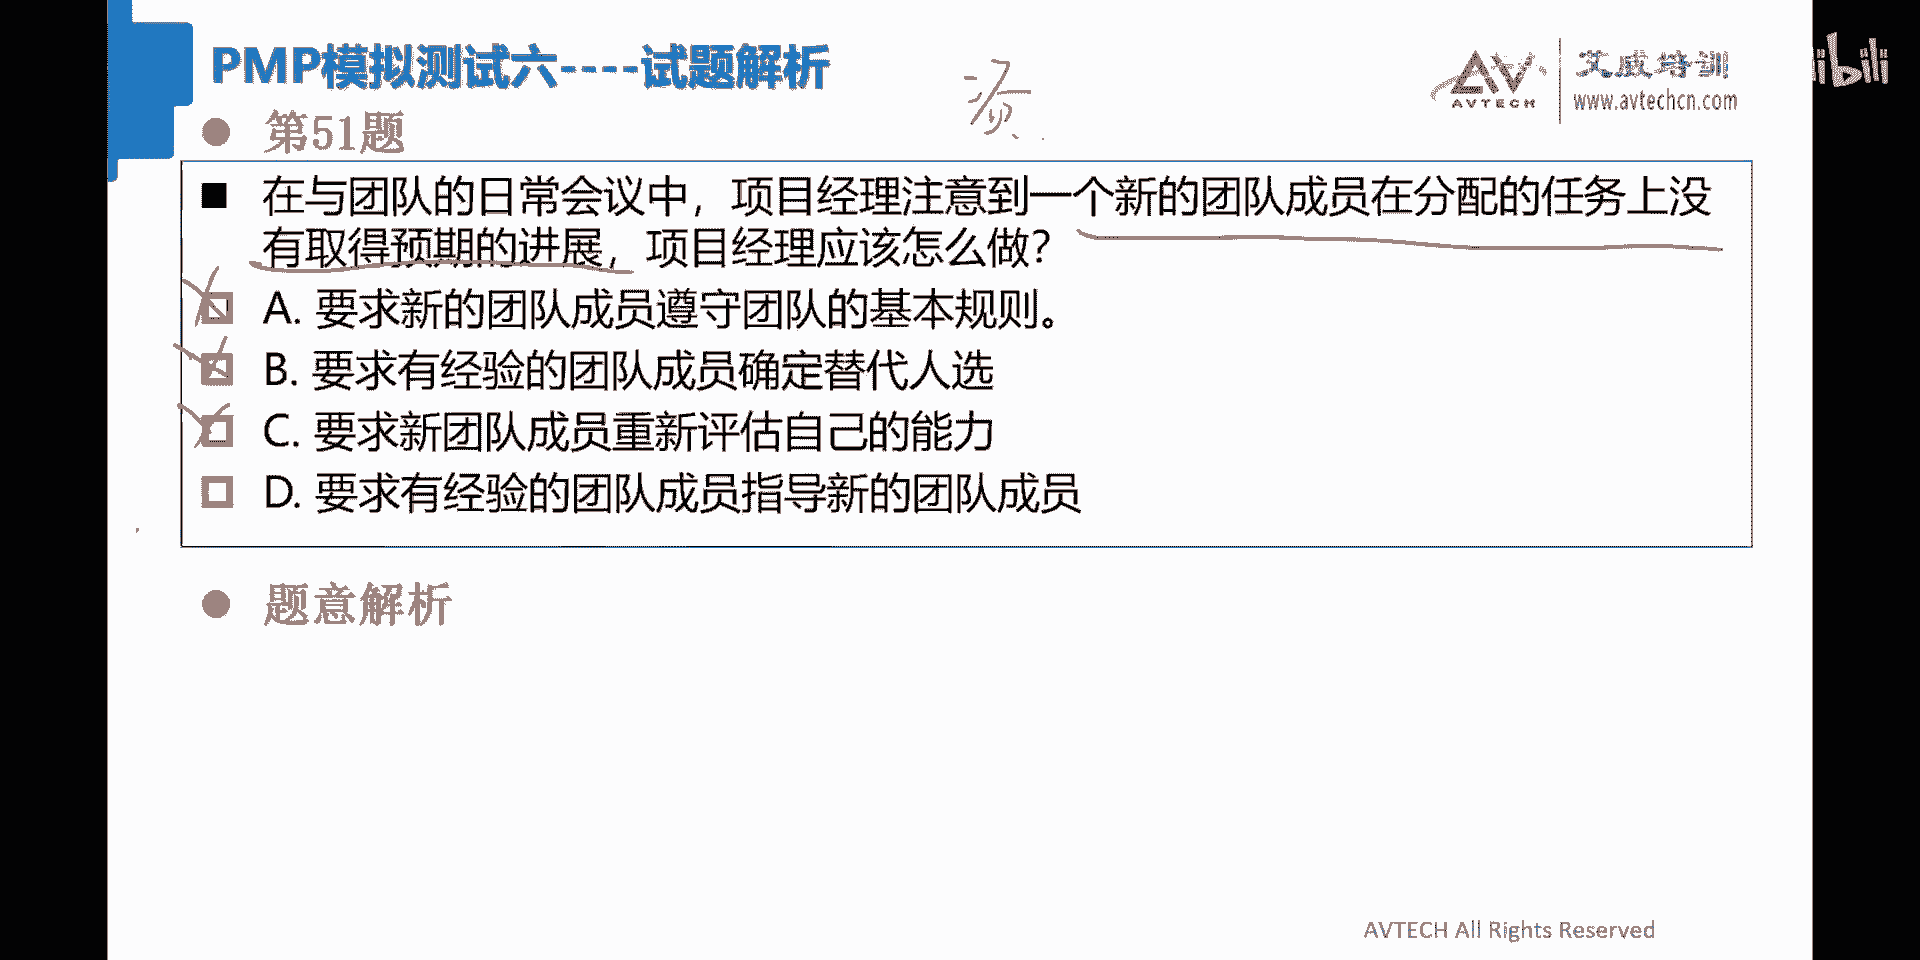 PMP模拟测试六----试题解析
资
AVTECH
艾威培训
www.avtechcn.com
第51题
在与团队的日常会议中，项目经理注意到一个新的团队成员在分配的任务上没
有取得预期的进展，项目经理应该怎么做？
A. 要求新的团队成员遵守团队的基本规则。
B. 要求有经验的团队成员确定替代人选
C. 要求新团队成员重新评估自己的能力
D. 要求有经验的团队成员指导新的团队成员
题意解析
AVTECH All Rights Reserved